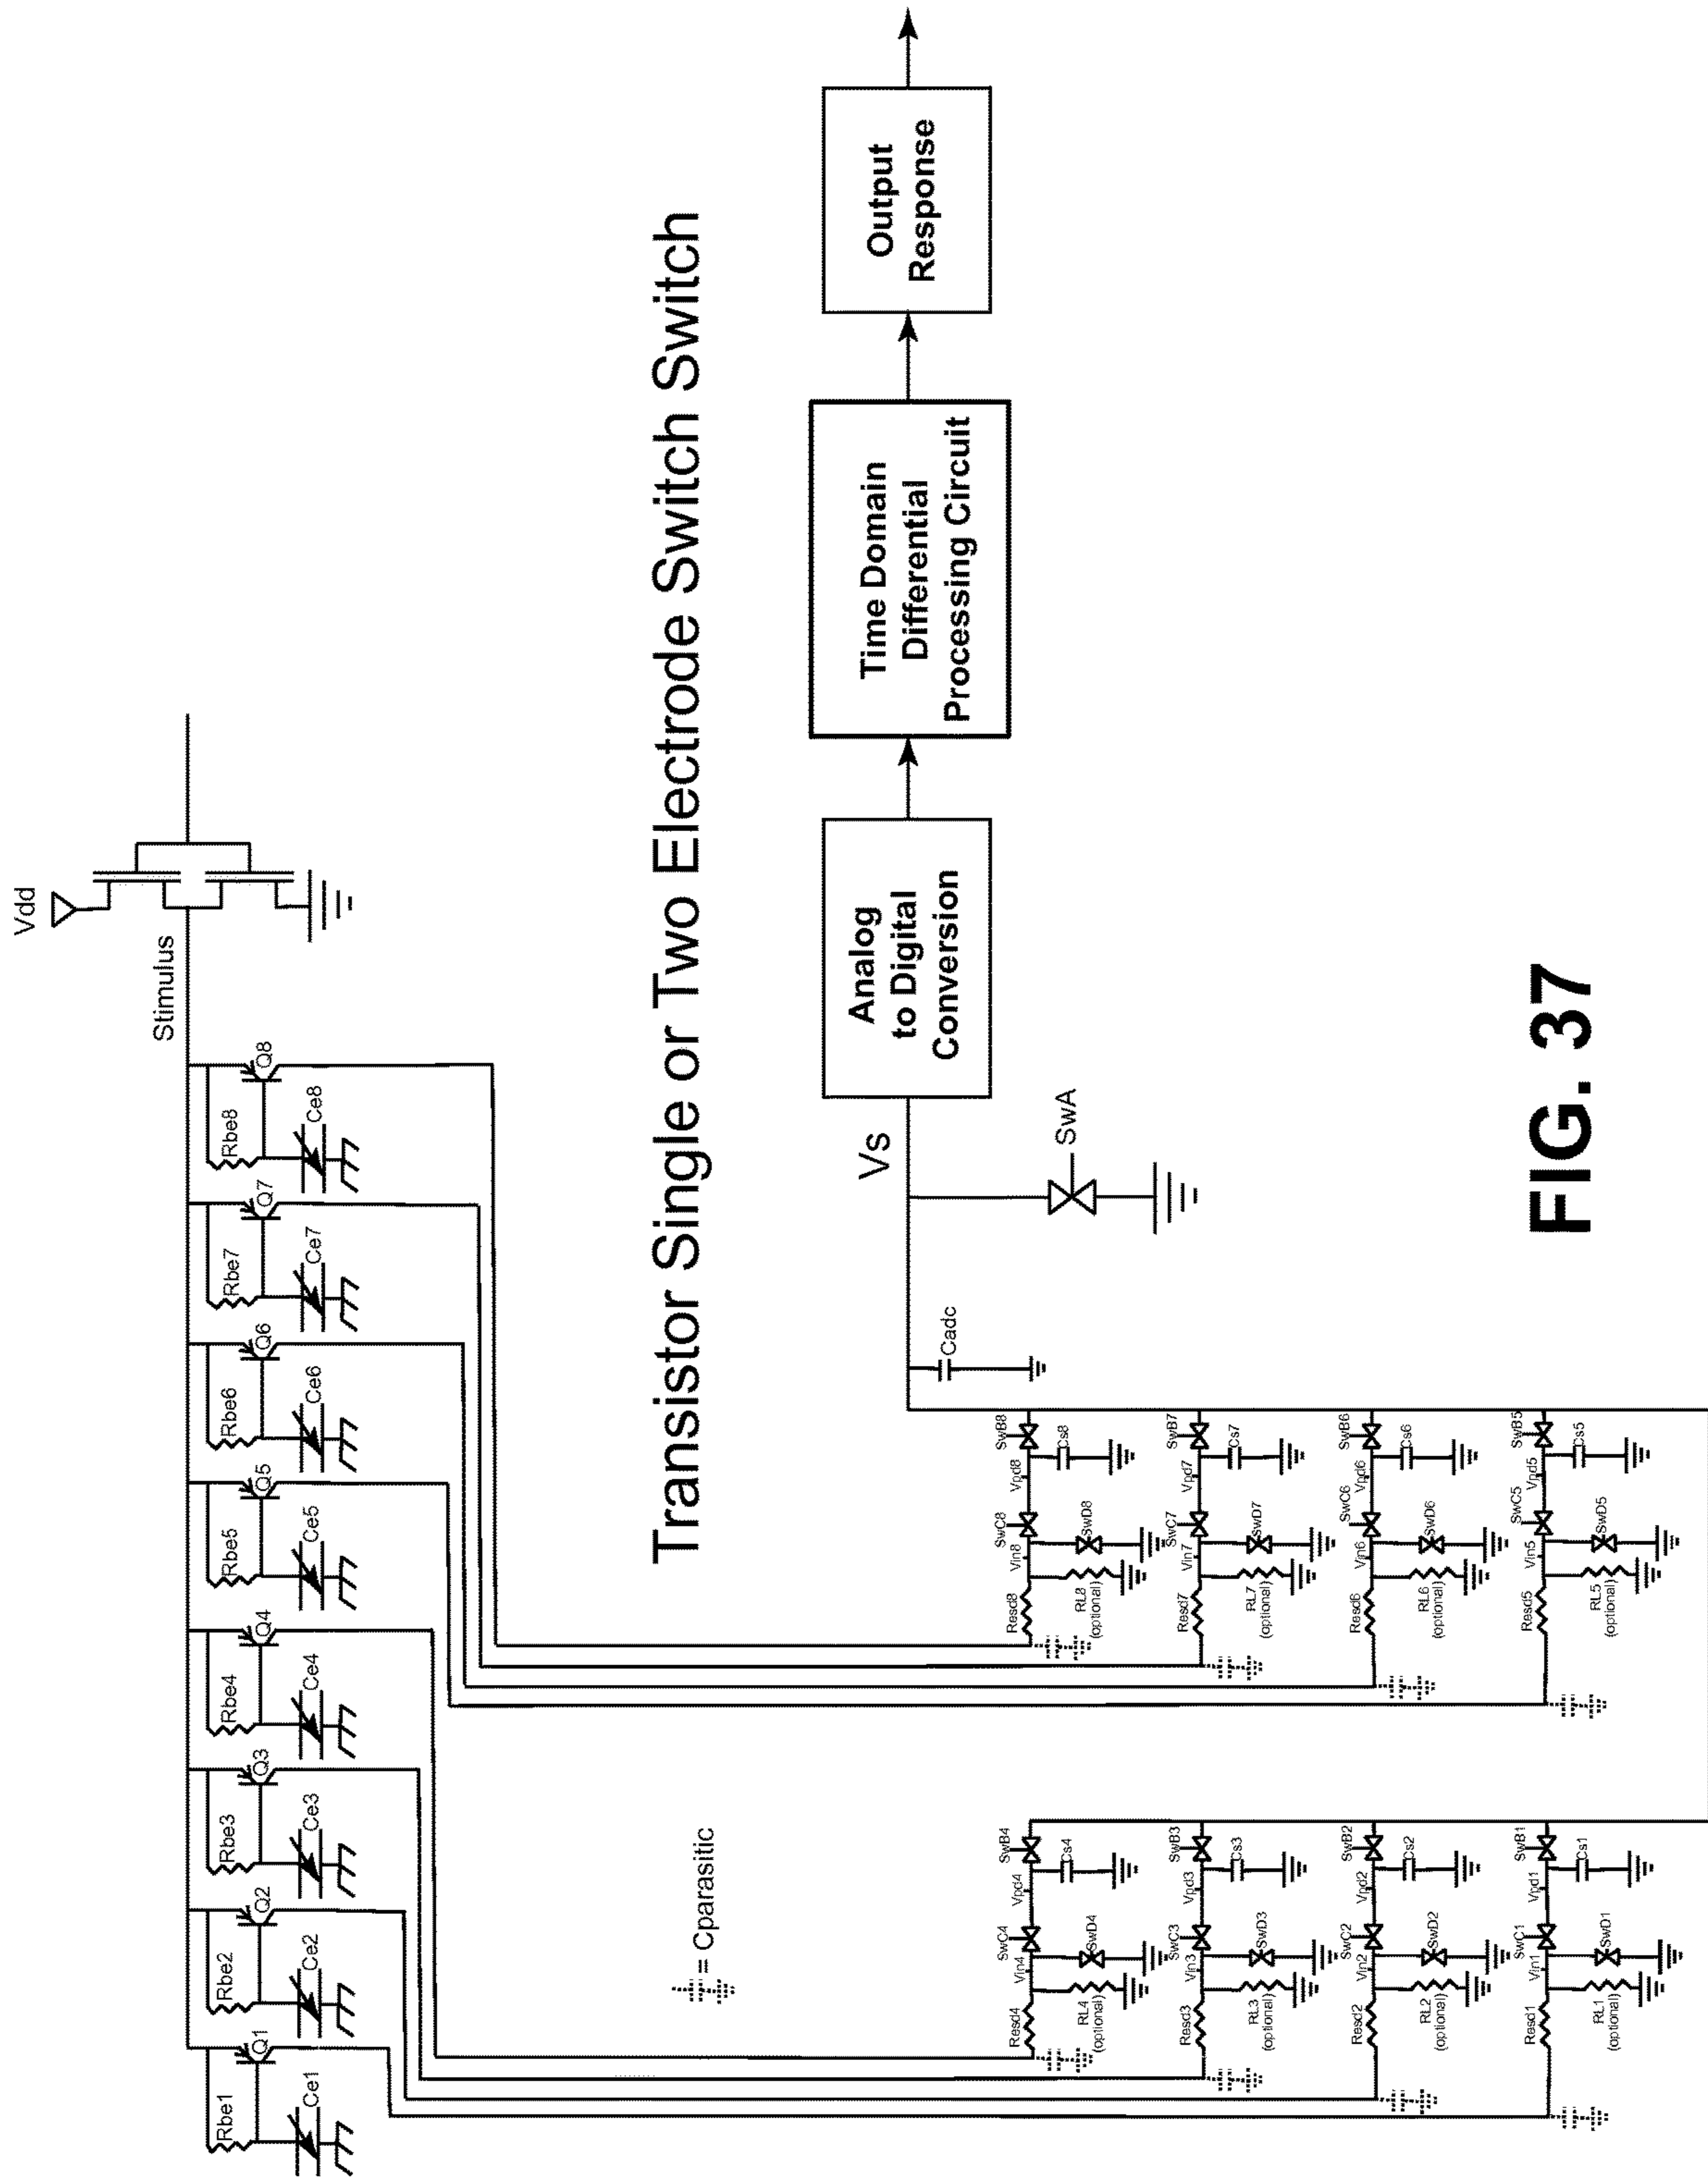 Vdd
Stimulus
Rbe1
Q1
Ce1
Rbe2
Q2
Ce2
Rbe3
Q3
Ce3
Rbe4
Q4
Ce4
Rbe5
Q5
Ce5
Rbe6
Q6
Ce6
Rbe7
Q7
Ce7
Rbe8
Q8
Ce8
Transistor Single or Two Electrode Switch Switch
= Cparasitic
Vs
SwA
Cadc
Analog
to Digital
Conversion
Time Domain
Differential
Processing Circuit
Output
Response
Resd4
Vin4
SwC4
Vpd4
SwB4
RL4
(optional)
SwD4
Cs4
Resd3
Vin3
SwC3
Vpd3
SwB3
RL3
(optional)
SwD3
Cs3
Resd2
Vin2
SwC2
Vpd2
SwB2
RL2
(optional)
SwD2
Cs2
Resd1
Vin1
SwC1
Vpd1
SwB1
RL1
(optional)
SwD1
Cs1
Resd8
Vin8
SwC8
Vpd8
SwB8
RL8
(optional)
SwD8
Cs8
Resd7
Vin7
SwC7
Vpd7
SwB7
RL7
(optional)
SwD7
Cs7
Resd6
Vin6
SwC6
Vpd6
SwB6
RL6
(optional)
SwD6
Cs6
Resd5
Vin5
SwC5
Vpd5
SwB5
RL5
(optional)
SwD5
Cs5
FIG. 37